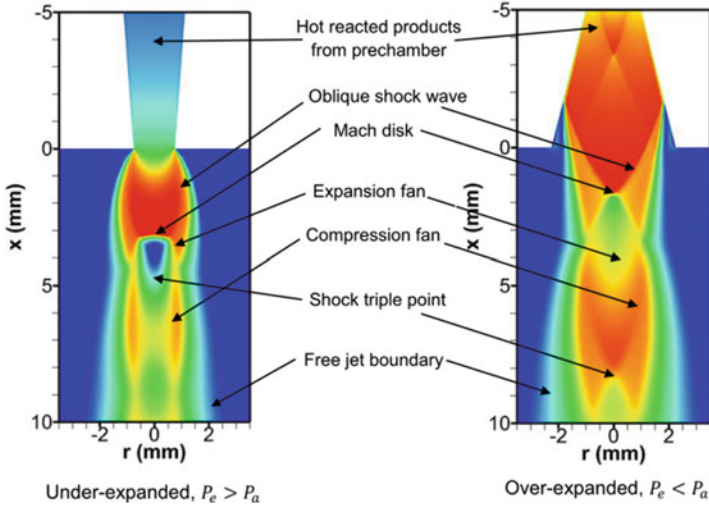 Hot reacted products
from prechamber
Oblique shock wave
Mach disk
Expansion fan
Compression fan
Shock triple point
Free jet boundary
-5
0
5
10
x (mm)
-2 0 2
r (mm)
Under-expanded, Pₑ > Pₐ
-5
0
5
10
x (mm)
-2 0 2
r (mm)
Over-expanded, Pₑ < Pₐ